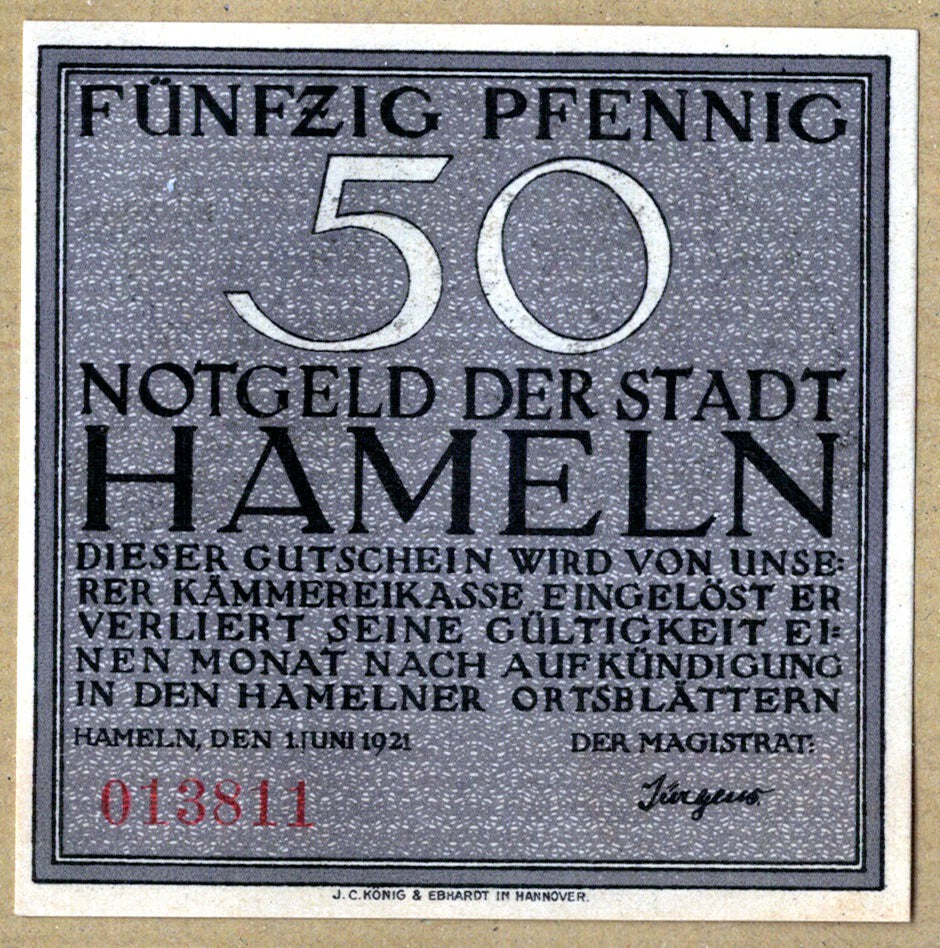 FÜNFZIG PFENNIG
50
NOTGELD DER STADT
HAMELN
DIESER GUTSCHEIN WIRD VON UNSE=
RER KÄMMEREIKASSE EINGELÖST ER
VERLIERT SEINE GÜLTIGKEIT EI=
NEN MONAT NACH AUFKÜNDIGUNG
IN DEN HAMELNER ORTSBLÄTTERN
HAMELN, DEN 1.JUNI 1921 DER MAGISTRAT:
013811 Jürgens
J. C. KÖNIG & EBHARDT IN HANNOVER.